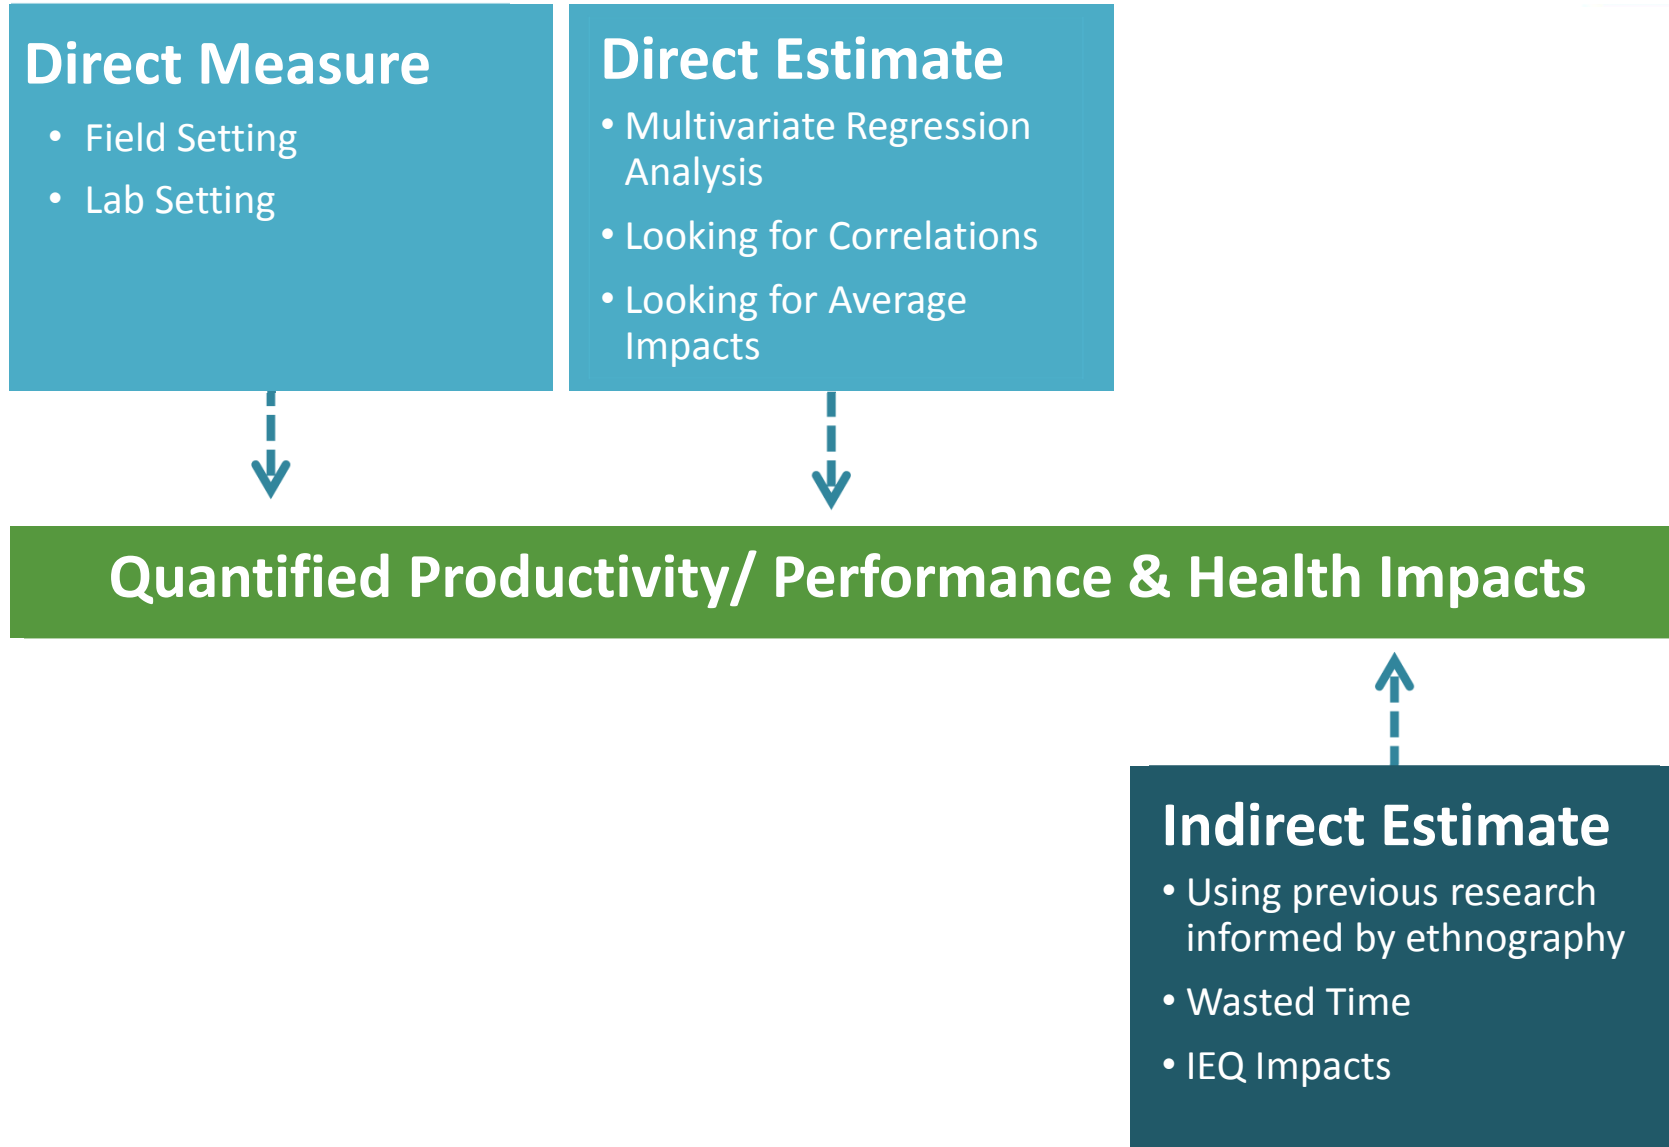 Direct Measure
• Field Setting
• Lab Setting
Direct Estimate
• Multivariate Regression
Analysis
• Looking for Correlations
• Looking for Average
Impacts
Quantified Productivity/ Performance & Health Impacts
Indirect Estimate
• Using previous research
informed by ethnography
• Wasted Time
• IEQ Impacts